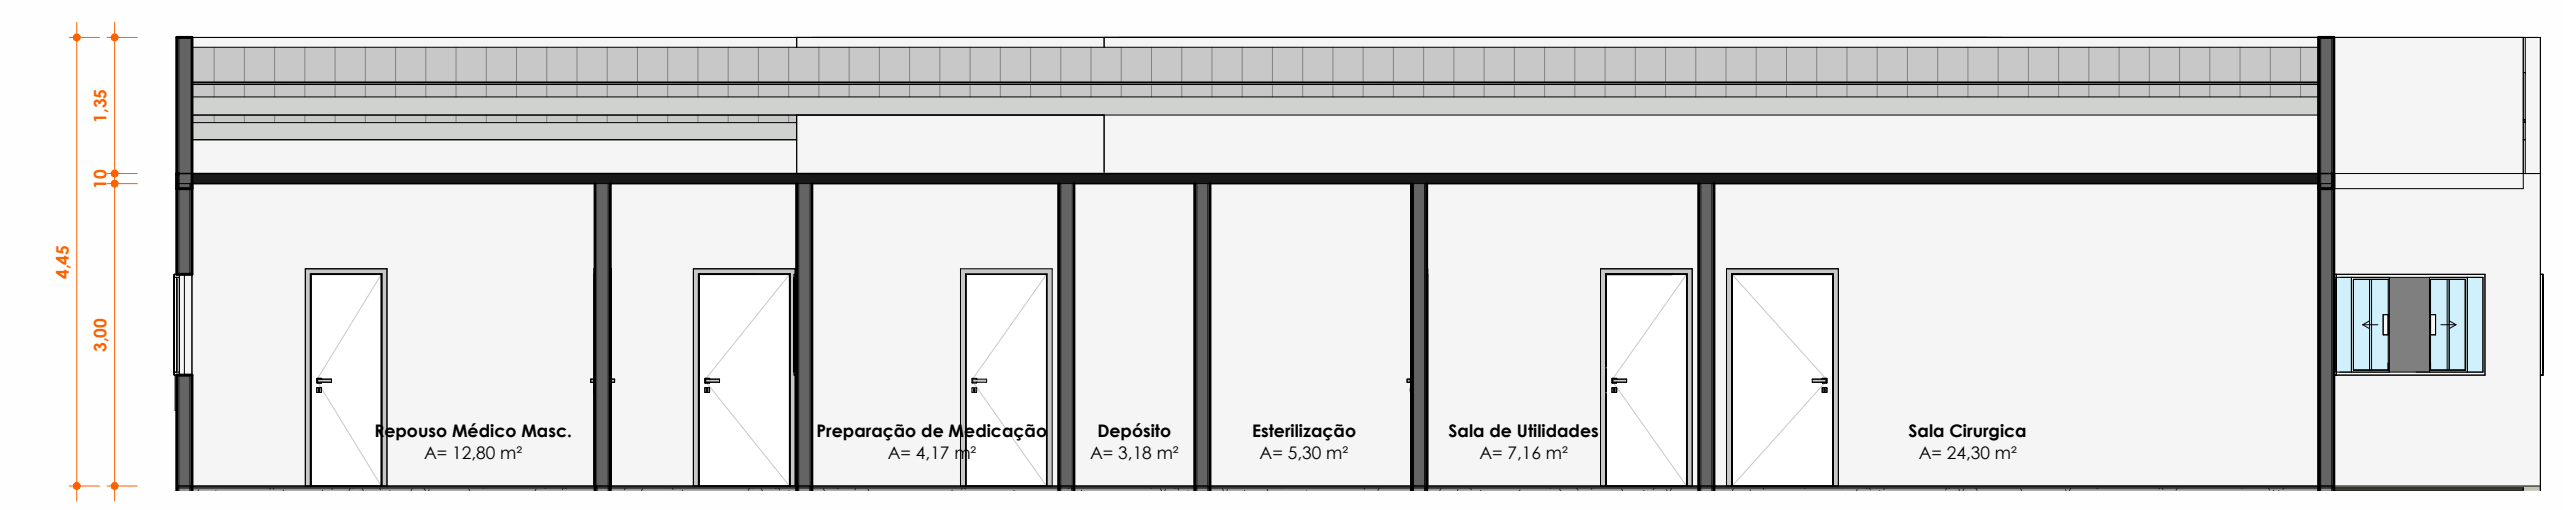 1,35
10
4,45
3,00
Repouso Médico Masc.
A= 12,80 m²
Preparação de Medicação
A= 4,17 m²
Depósito
A= 3,18 m²
Esterilização
A= 5,30 m²
Sala de Utilidades
A= 7,16 m²
Sala Cirurgica
A= 24,30 m²